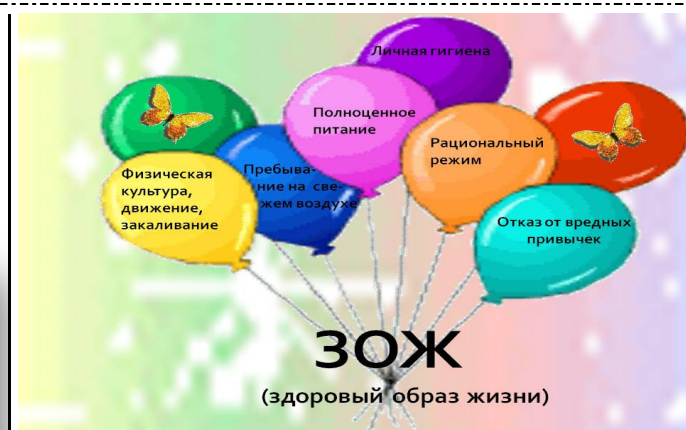 Личная гигиена
Полноценное
питание
Рациональный
режим
Физическая
культура,
движение,
закаливание
Пребыва-
ние на све-
жем воздухе
Отказ от вредных
привычек
ЗОЖ
(здоровый образ жизни)